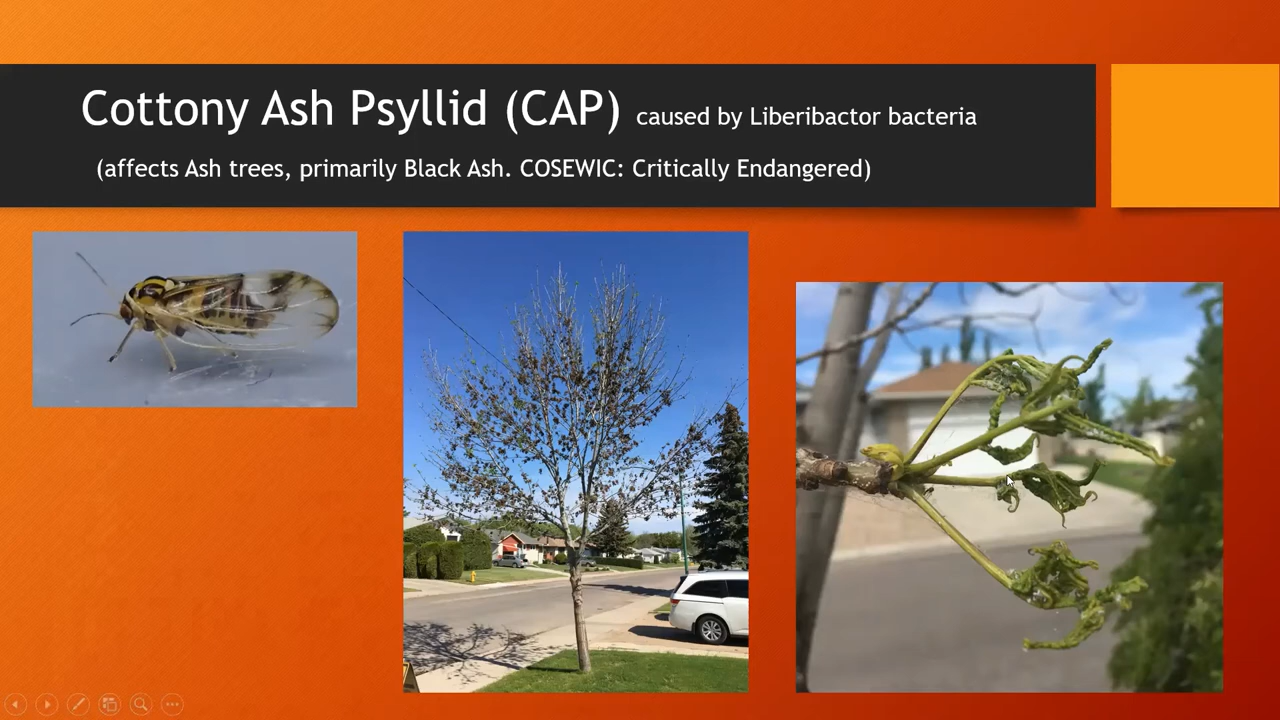 Cottony Ash Psyllid (CAP) caused by Liberibactor bacteria
(affects Ash trees, primarily Black Ash. COSEWIC: Critically Endangered)